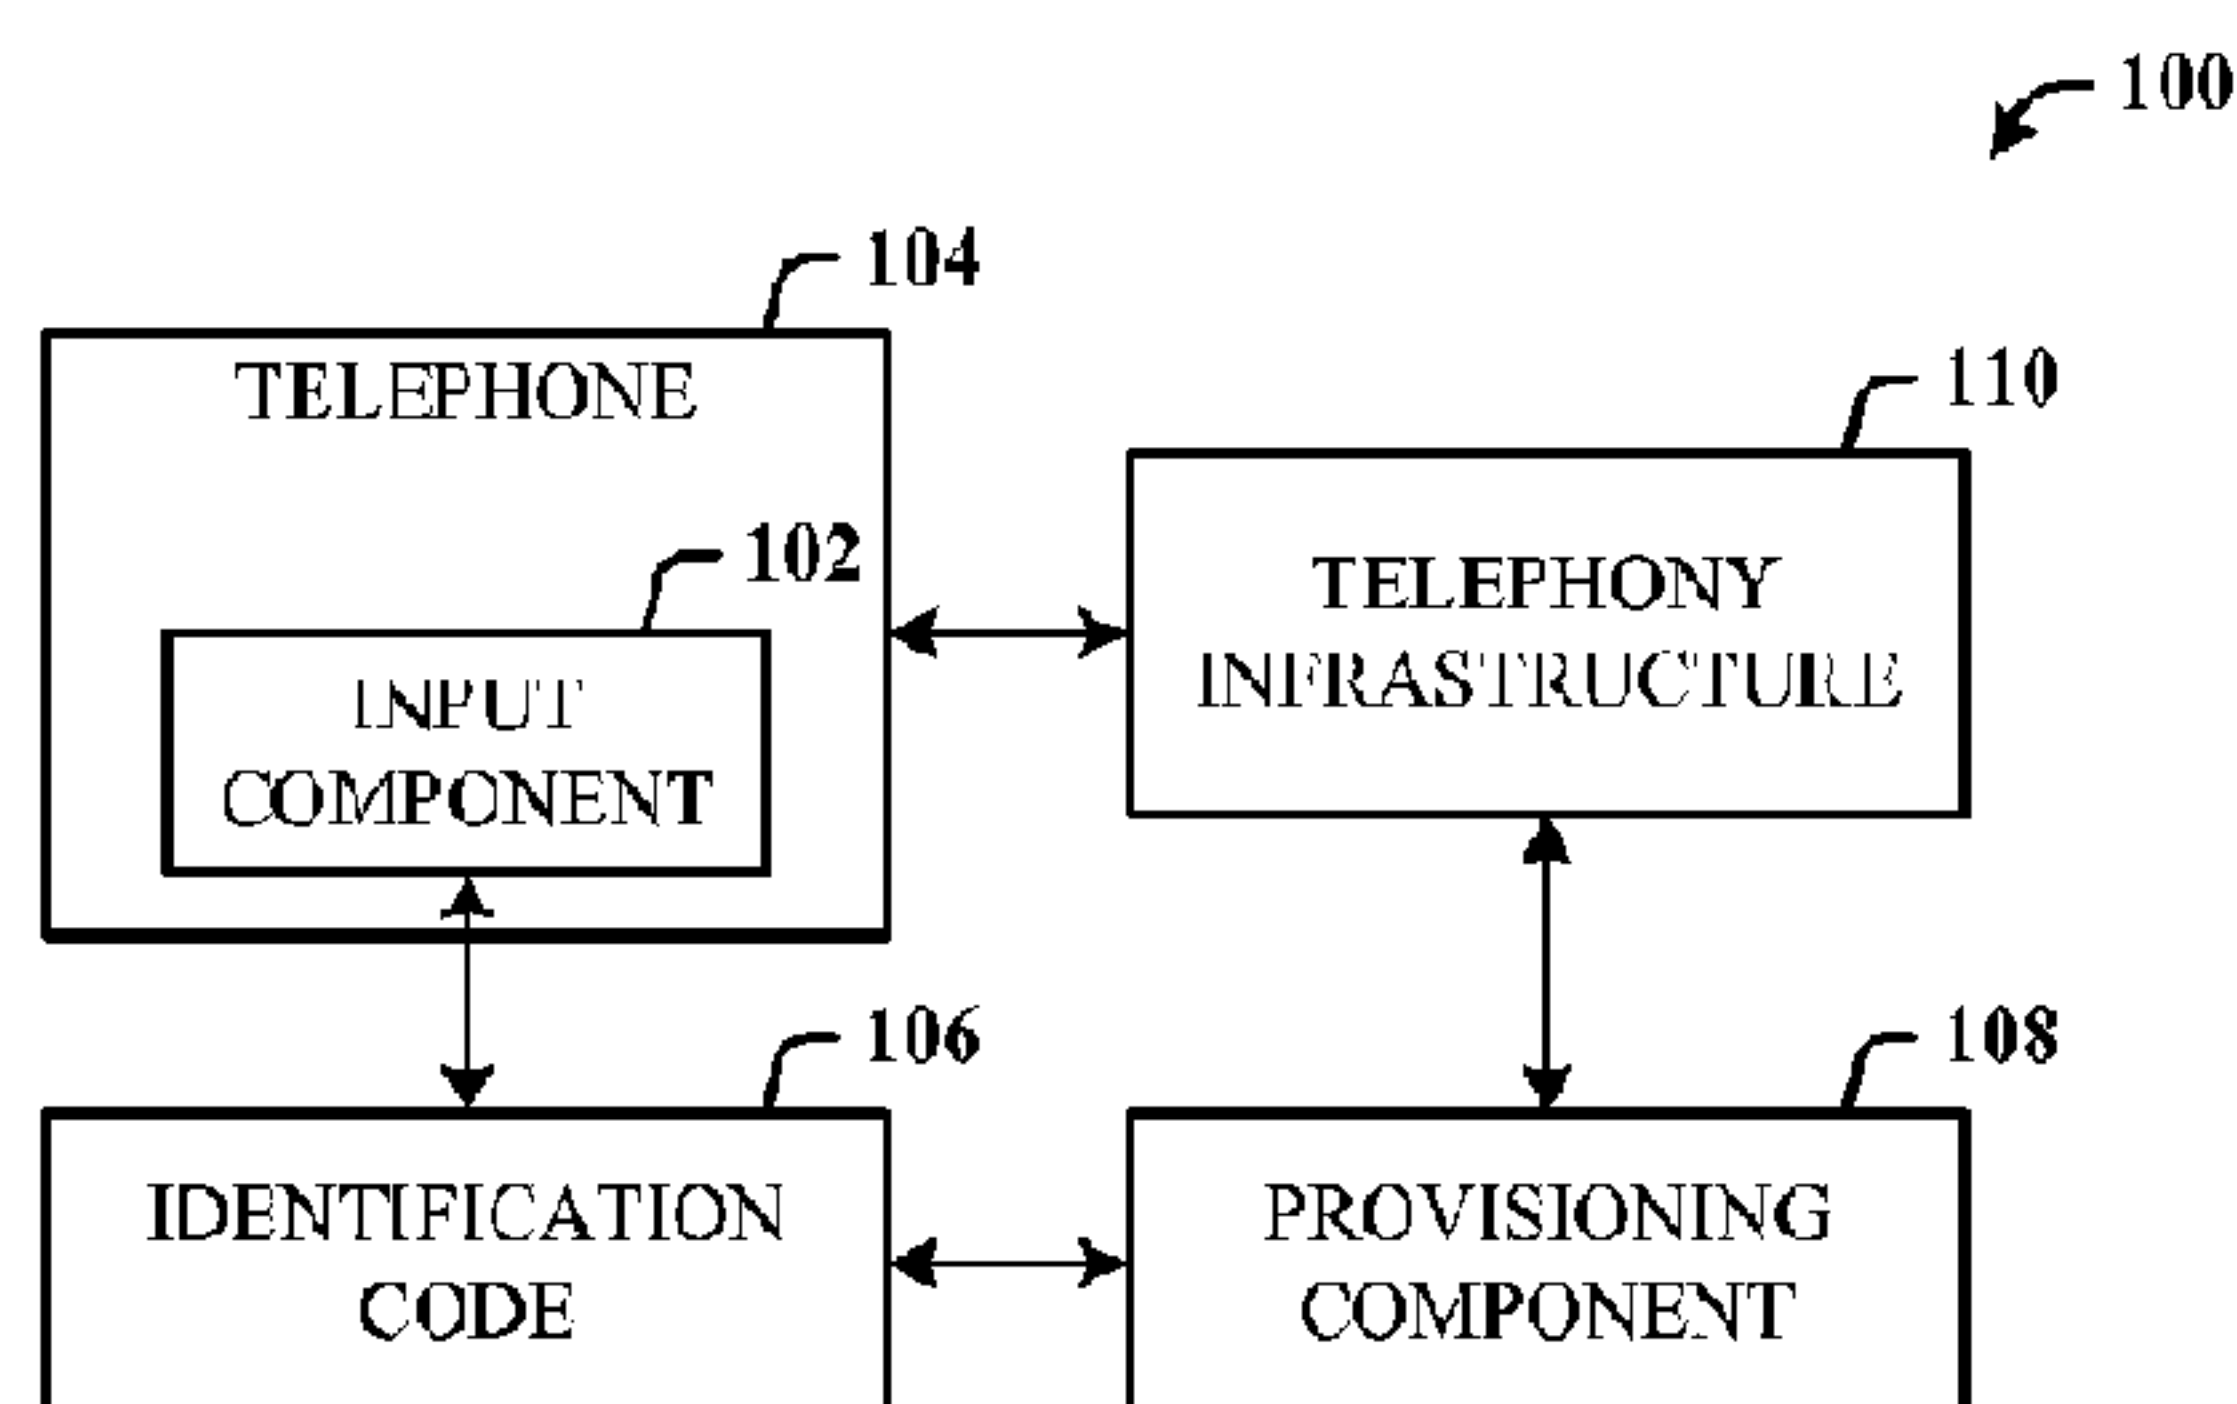 100
104
TELEPHONE
110
102
TELEPHONY
INFRASTRUCTURE
INPUT
COMPONENT
106
108
IDENTIFICATION
CODE
PROVISIONING
COMPONENT